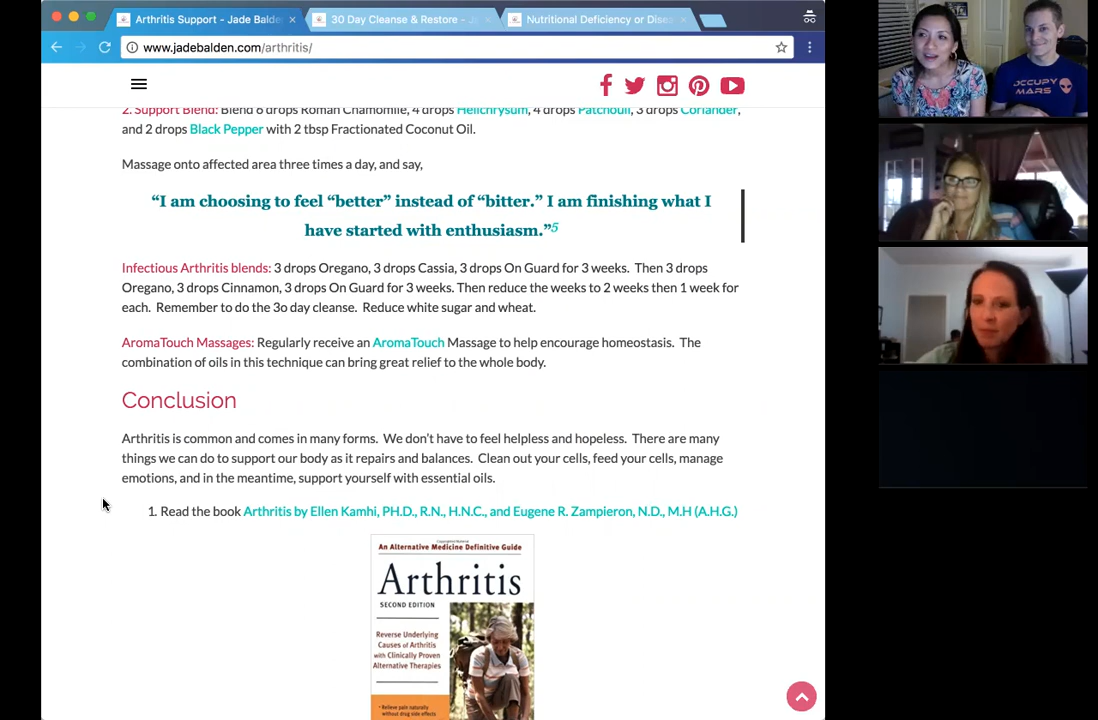 Arthritis Support - Jade Balde
30 Day Cleanse & Restore - J
Nutritional Deficiency or Dise
www.jadebalden.com/arthritis/
2. Support Blend: Blend 6 drops Roman Chamomile, 4 drops Helichrysum, 4 drops Patchouli, 3 drops Coriander,
and 2 drops Black Pepper with 2 tbsp Fractionated Coconut Oil.
Massage onto affected area three times a day, and say,
“I am choosing to feel “better” instead of “bitter.” I am finishing what I
have started with enthusiasm.”5
Infectious Arthritis blends: 3 drops Oregano, 3 drops Cassia, 3 drops On Guard for 3 weeks. Then 3 drops
Oregano, 3 drops Cinnamon, 3 drops On Guard for 3 weeks. Then reduce the weeks to 2 weeks then 1 week for
each. Remember to do the 3o day cleanse. Reduce white sugar and wheat.
AromaTouch Massages: Regularly receive an AromaTouch Massage to help encourage homeostasis. The
combination of oils in this technique can bring great relief to the whole body.
Conclusion
Arthritis is common and comes in many forms. We don’t have to feel helpless and hopeless. There are many
things we can do to support our body as it repairs and balances. Clean out your cells, feed your cells, manage
emotions, and in the meantime, support yourself with essential oils.
1. Read the book Arthritis by Ellen Kamhi, PH.D., R.N., H.N.C., and Eugene R. Zampieron, N.D., M.H (A.H.G.)
Copyrighted Material
An Alternative Medicine Definitive Guide
Arthritis
SECOND EDITION
Reverse Underlying
Causes of Arthritis
with Clinically Proven
Alternative Therapies
• Relieve pain naturally
without drug side effects
OCCUPY
MARS